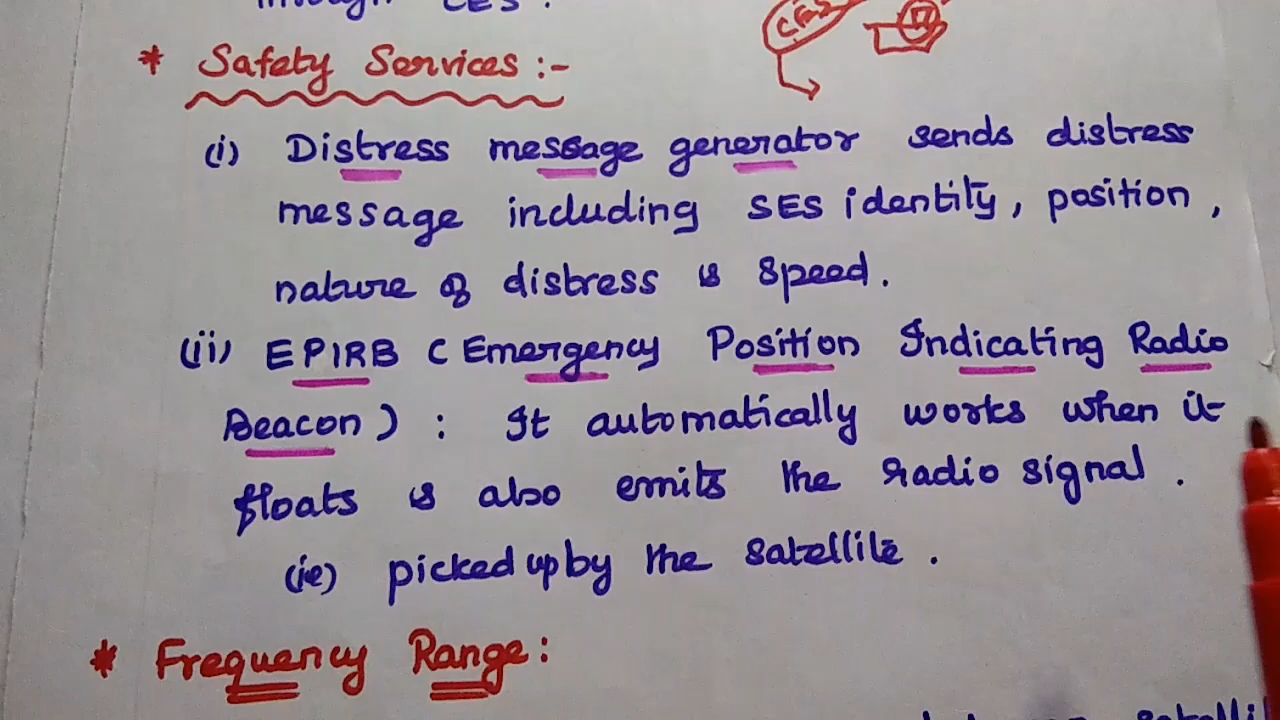 through CES.
* Safety Services :-
(i) Distress message generator sends distress
message including SES identity, position,
nature of distress & speed.
(ii) EPIRB ( Emergency Position Indicating Radio
Beacon) : It automatically works when it
floats & also emits the radio signal.
(ie) picked up by the satellite.
* Frequency Range: